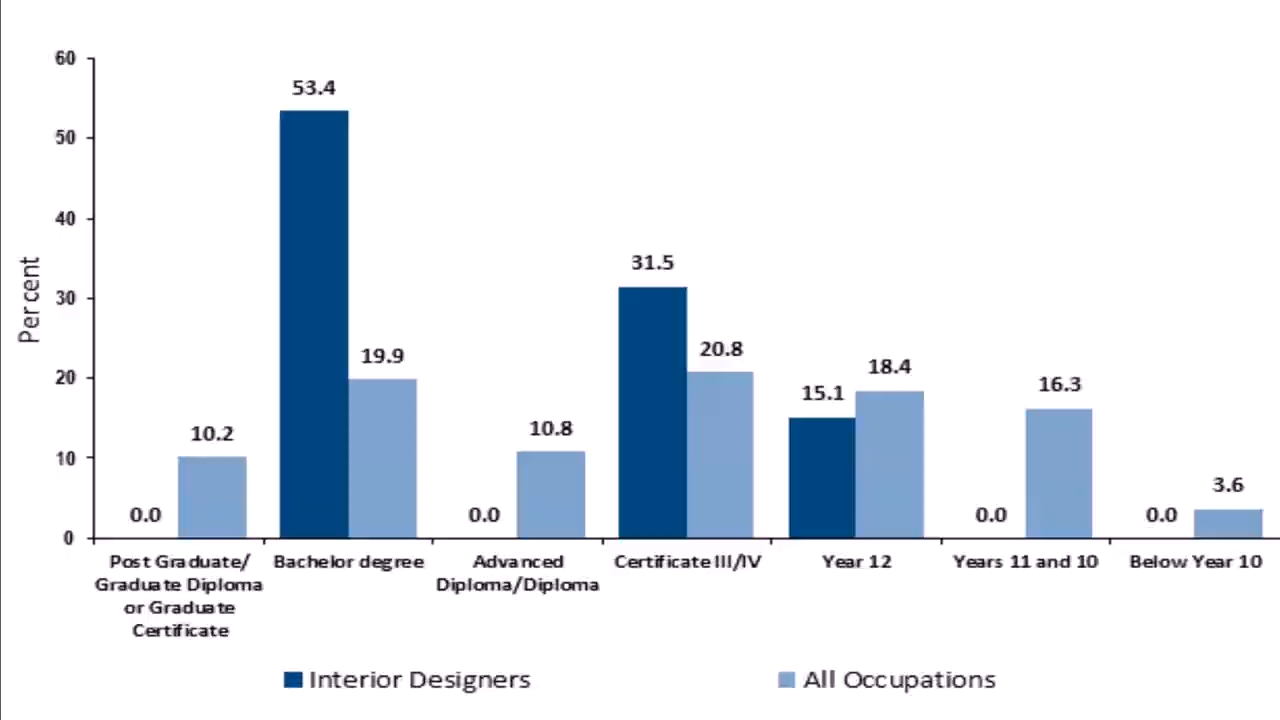 60
53.4
50
40
31.5
30
20.8
19.9
18.4
20
16.3
15.1
10.8
10.2
10
3.6
0.0
0.0
0.0
0.0
0
Per cent
Post Graduate/
Graduate Diploma
or Graduate
Certificate
Bachelor degree
Advanced
Diploma/Diploma
Certificate III/IV
Year 12
Years 11 and 10
Below Year 10
Interior Designers
All Occupations